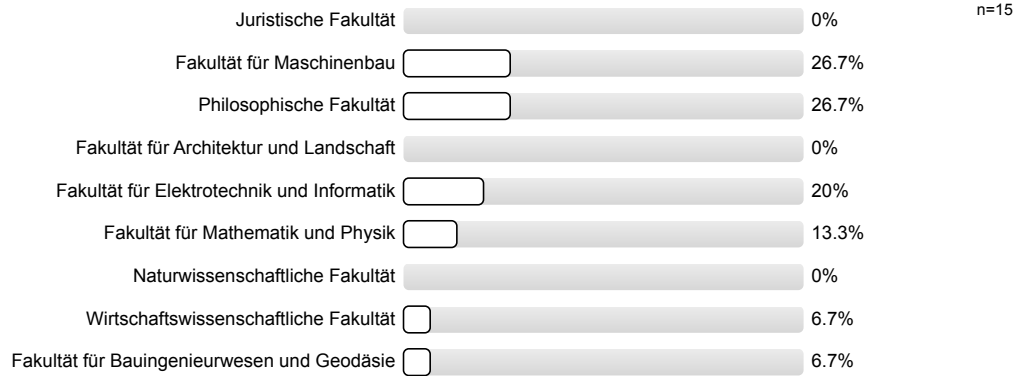 Juristische Fakultät 0% n=15
Fakultät für Maschinenbau 26.7%
Philosophische Fakultät 26.7%
Fakultät für Architektur und Landschaft 0%
Fakultät für Elektrotechnik und Informatik 20%
Fakultät für Mathematik und Physik 13.3%
Naturwissenschaftliche Fakultät 0%
Wirtschaftswissenschaftliche Fakultät 6.7%
Fakultät für Bauingenieurwesen und Geodäsie 6.7%